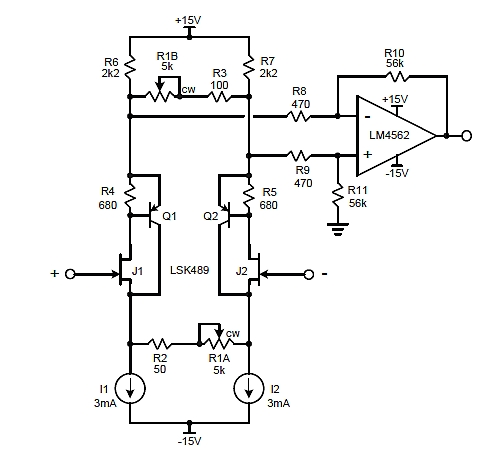 +15V
R6
2k2
R1B
5k
cw
R3
100
R7
2k2
R8
470
R10
56k
+15V
-
LM4562
+
-15V
R9
470
R11
56k
R4
680
Q1
Q2
R5
680
+
J1
LSK489
J2
-
R2
50
cw
R1A
5k
I1
3mA
I2
3mA
-15V